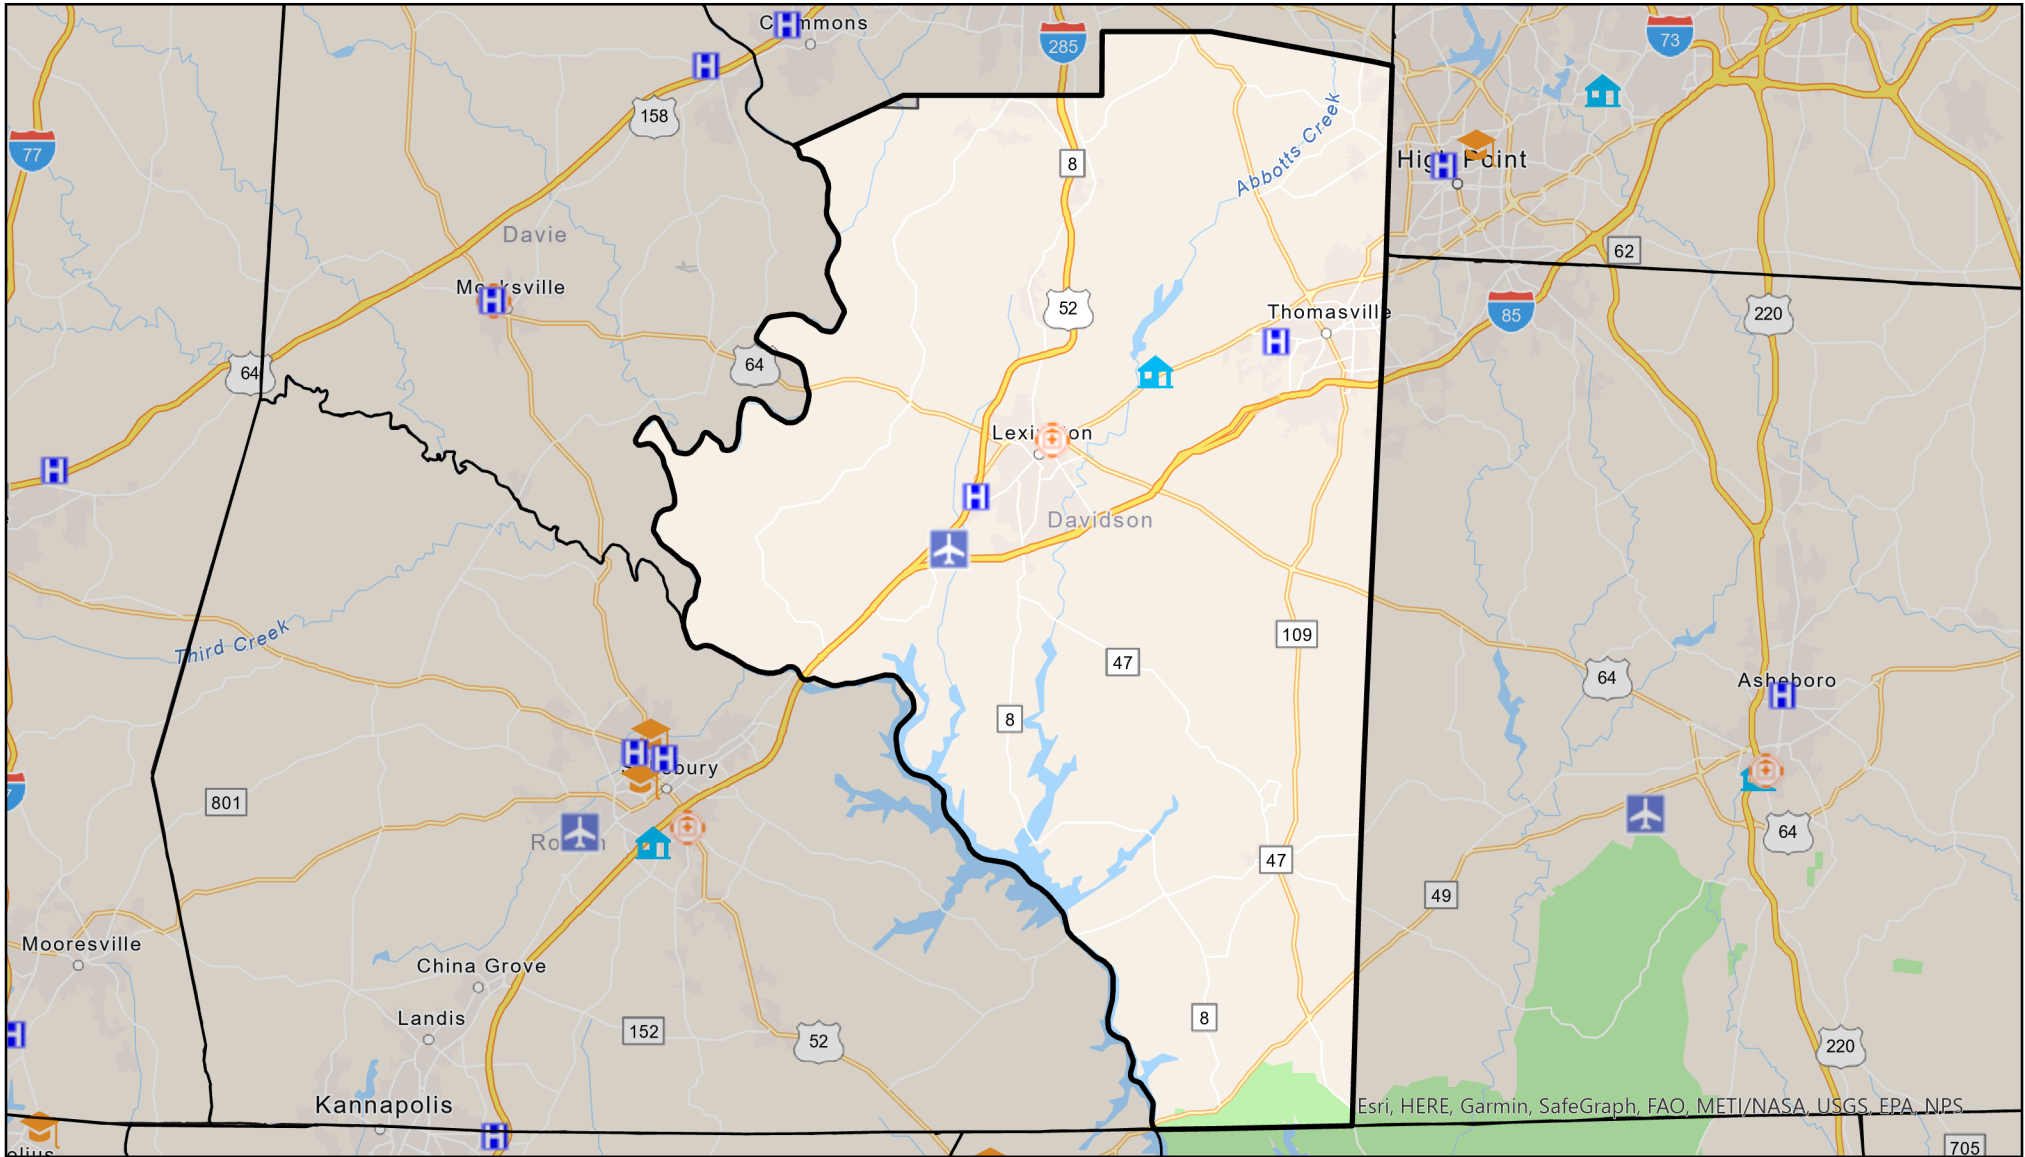 Clemmons
285
73
158
77
8
Abbotts Creek
High Point
Davie
62
Mocksville
52
Thomasville
85
220
64
64
Lexington
Davidson
Third Creek
109
47
64
Asheboro
8
Salisbury
801
Rowan
64
47
49
Mooresville
China Grove
Landis
8
152
52
220
Kannapolis
Esri, HERE, Garmin, SafeGraph, FAO, METI/NASA, USGS, EPA, NPS
705